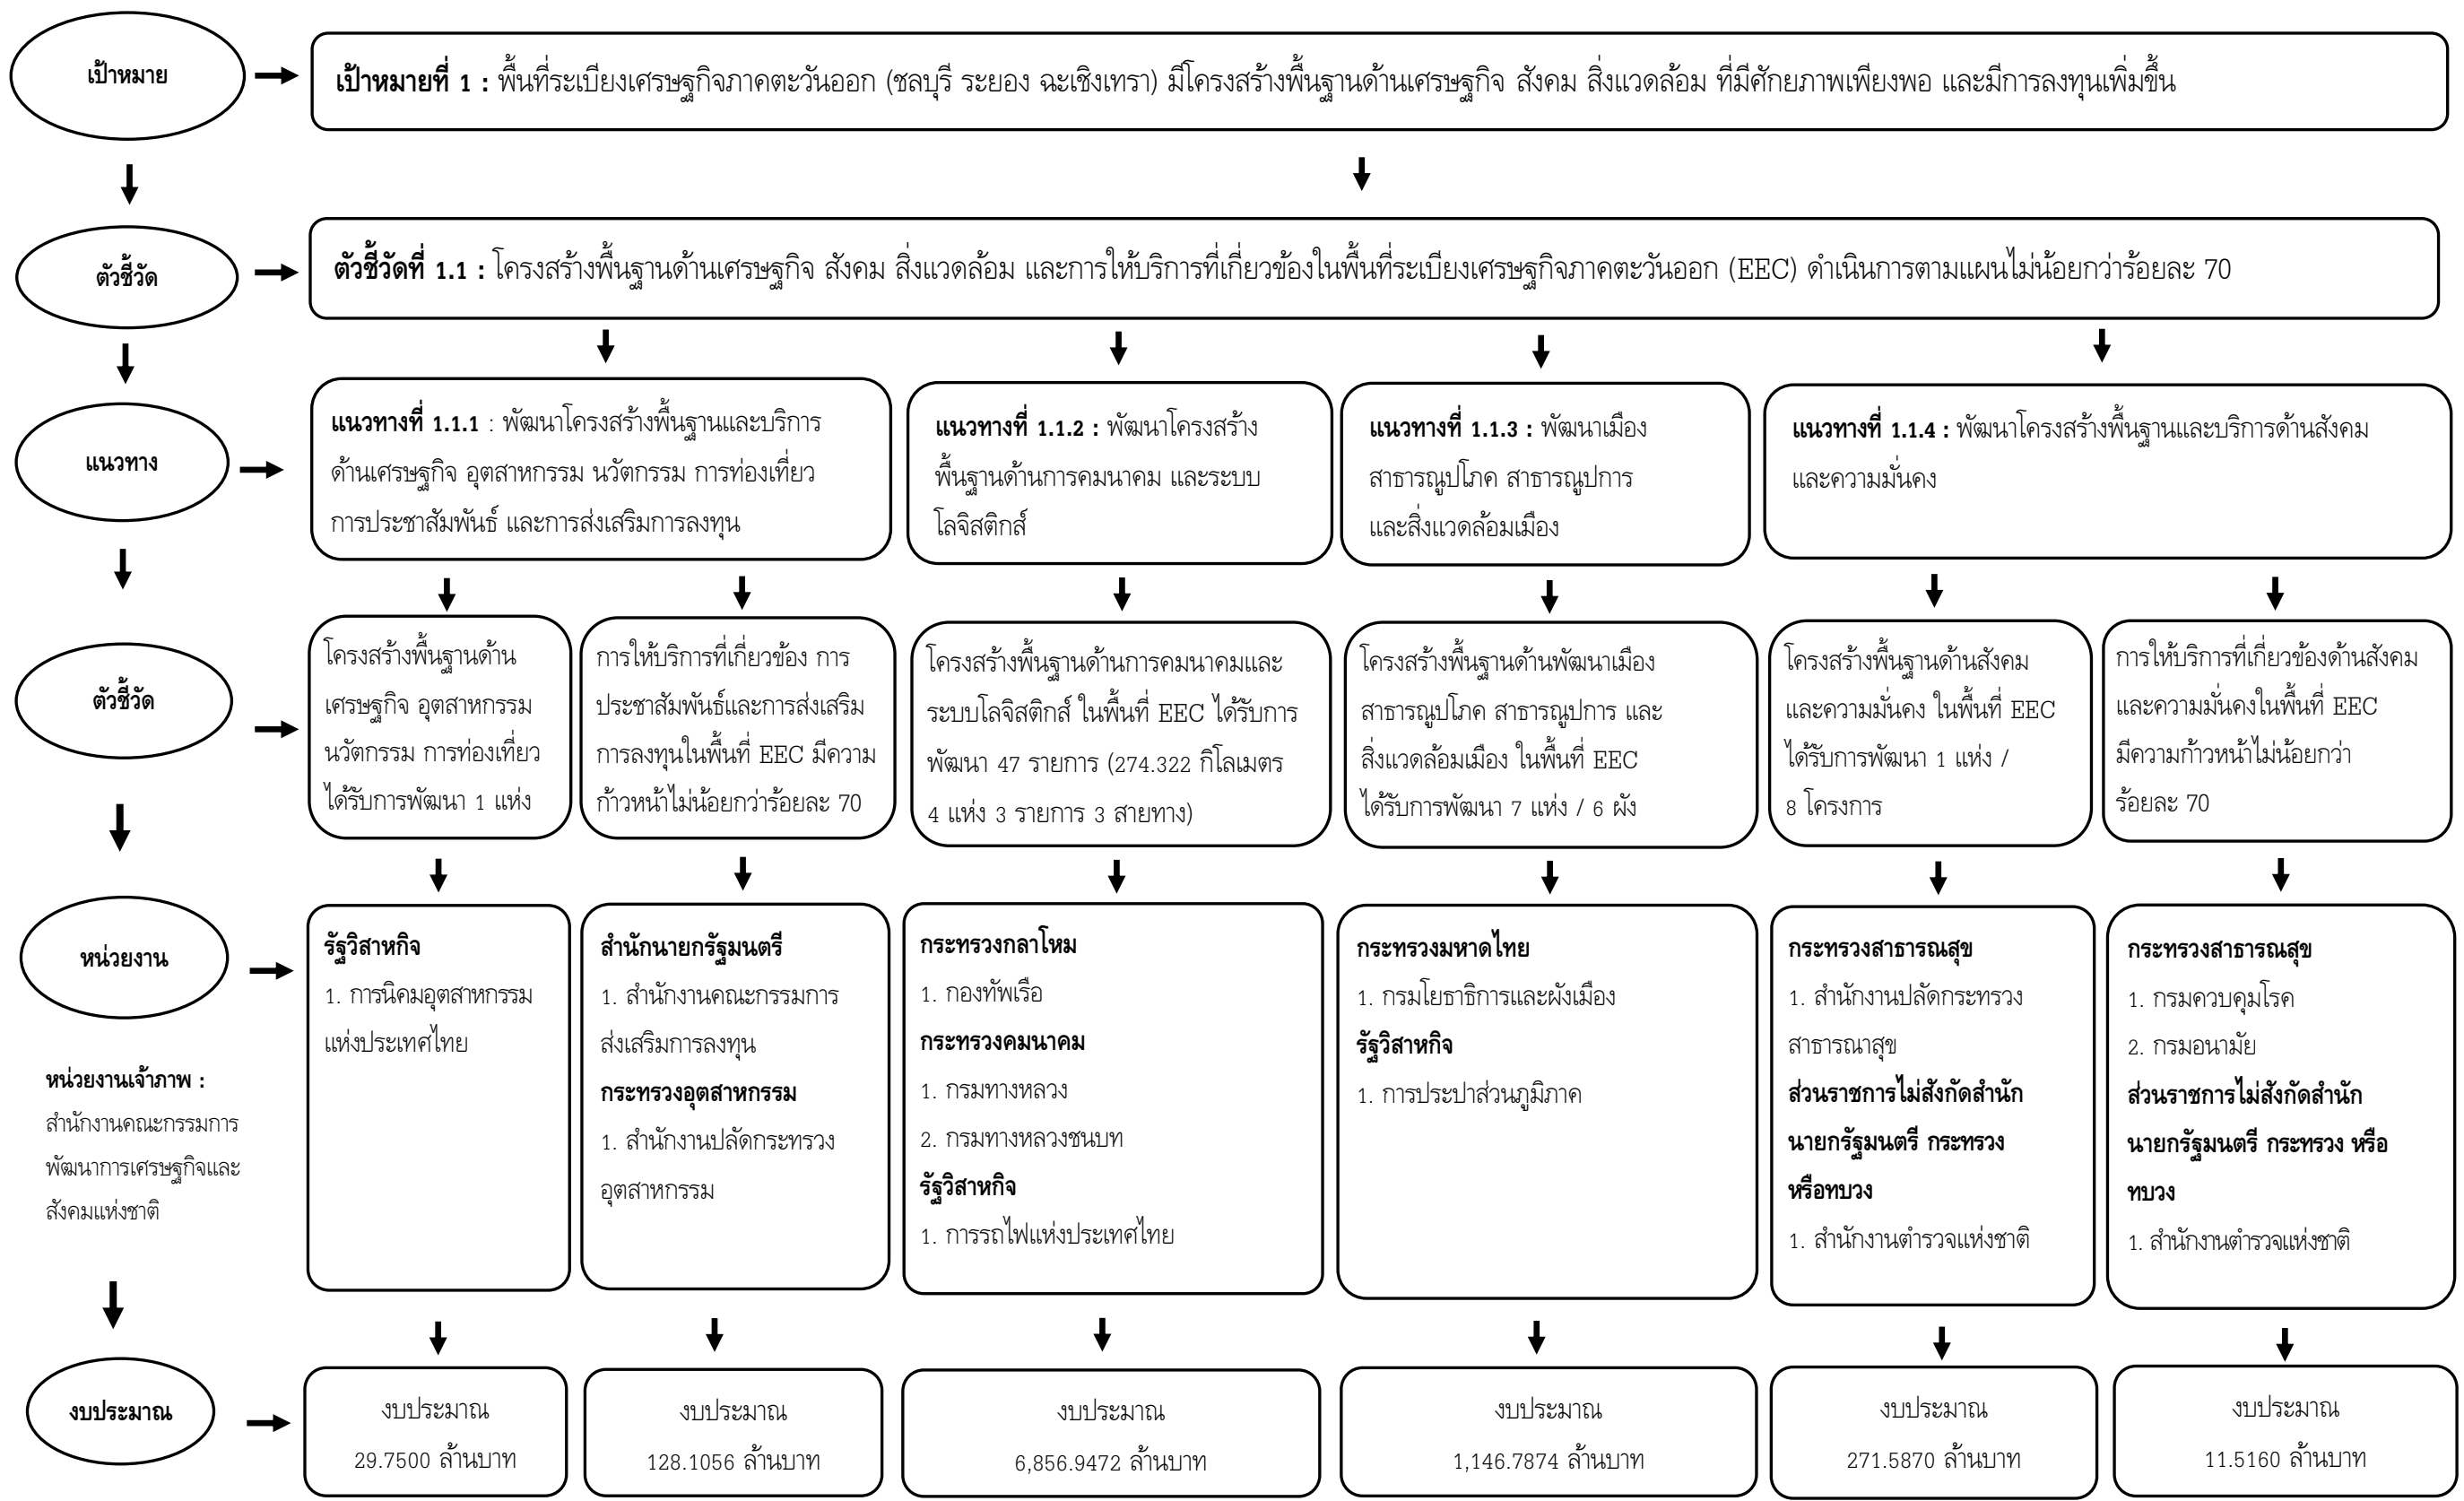 เป้าหมาย
เป้าหมายที่ 1 : พื้นที่ระเบียงเศรษฐกิจภาคตะวันออก (ชลบุรี ระยอง ฉะเชิงเทรา) มีโครงสร้างพื้นฐานด้านเศรษฐกิจ สังคม สิ่งแวดล้อม ที่มีศักยภาพเพียงพอ และมีการลงทุนเพิ่มขึ้น
ตัวชี้วัด
ตัวชี้วัดที่ 1.1 : โครงสร้างพื้นฐานด้านเศรษฐกิจ สังคม สิ่งแวดล้อม และการให้บริการที่เกี่ยวข้องในพื้นที่ระเบียงเศรษฐกิจภาคตะวันออก (EEC) ดำเนินการตามแผนไม่น้อยกว่าร้อยละ 70
แนวทาง
แนวทางที่ 1.1.1 : พัฒนาโครงสร้างพื้นฐานและบริการ
ด้านเศรษฐกิจ อุตสาหกรรม นวัตกรรม การท่องเที่ยว
การประชาสัมพันธ์ และการส่งเสริมการลงทุน
แนวทางที่ 1.1.2 : พัฒนาโครงสร้าง
พื้นฐานด้านการคมนาคม และระบบ
โลจิสติกส์
แนวทางที่ 1.1.3 : พัฒนาเมือง
สาธารณูปโภค สาธารณูปการ
และสิ่งแวดล้อมเมือง
แนวทางที่ 1.1.4 : พัฒนาโครงสร้างพื้นฐานและบริการด้านสังคม
และความมั่นคง
ตัวชี้วัด
โครงสร้างพื้นฐานด้าน
เศรษฐกิจ อุตสาหกรรม
นวัตกรรม การท่องเที่ยว
ได้รับการพัฒนา 1 แห่ง
การให้บริการที่เกี่ยวข้อง การ
ประชาสัมพันธ์และการส่งเสริม
การลงทุนในพื้นที่ EEC มีความ
ก้าวหน้าไม่น้อยกว่าร้อยละ 70
โครงสร้างพื้นฐานด้านการคมนาคมและ
ระบบโลจิสติกส์ ในพื้นที่ EEC ได้รับการ
พัฒนา 47 รายการ (274.322 กิโลเมตร
4 แห่ง 3 รายการ 3 สายทาง)
โครงสร้างพื้นฐานด้านพัฒนาเมือง
สาธารณูปโภค สาธารณูปการ และ
สิ่งแวดล้อมเมือง ในพื้นที่ EEC
ได้รับการพัฒนา 7 แห่ง / 6 ผัง
โครงสร้างพื้นฐานด้านสังคม
และความมั่นคง ในพื้นที่ EEC
ได้รับการพัฒนา 1 แห่ง /
8 โครงการ
การให้บริการที่เกี่ยวข้องด้านสังคม
และความมั่นคงในพื้นที่ EEC
มีความก้าวหน้าไม่น้อยกว่า
ร้อยละ 70
หน่วยงาน
หน่วยงานเจ้าภาพ :
สำนักงานคณะกรรมการ
พัฒนาการเศรษฐกิจและ
สังคมแห่งชาติ
รัฐวิสาหกิจ
1. การนิคมอุตสาหกรรม
แห่งประเทศไทย
สำนักนายกรัฐมนตรี
1. สำนักงานคณะกรรมการ
ส่งเสริมการลงทุน
กระทรวงอุตสาหกรรม
1. สำนักงานปลัดกระทรวง
อุตสาหกรรม
กระทรวงกลาโหม
1. กองทัพเรือ
กระทรวงคมนาคม
1. กรมทางหลวง
2. กรมทางหลวงชนบท
รัฐวิสาหกิจ
1. การรถไฟแห่งประเทศไทย
กระทรวงมหาดไทย
1. กรมโยธาธิการและผังเมือง
รัฐวิสาหกิจ
1. การประปาส่วนภูมิภาค
กระทรวงสาธารณสุข
1. สำนักงานปลัดกระทรวง
สาธารณาสุข
ส่วนราชการไม่สังกัดสำนัก
นายกรัฐมนตรี กระทรวง
หรือทบวง
1. สำนักงานตำรวจแห่งชาติ
กระทรวงสาธารณสุข
1. กรมควบคุมโรค
2. กรมอนามัย
ส่วนราชการไม่สังกัดสำนัก
นายกรัฐมนตรี กระทรวง หรือ
ทบวง
1. สำนักงานตำรวจแห่งชาติ
งบประมาณ
งบประมาณ
29.7500 ล้านบาท
งบประมาณ
128.1056 ล้านบาท
งบประมาณ
6,856.9472 ล้านบาท
งบประมาณ
1,146.7874 ล้านบาท
งบประมาณ
271.5870 ล้านบาท
งบประมาณ
11.5160 ล้านบาท